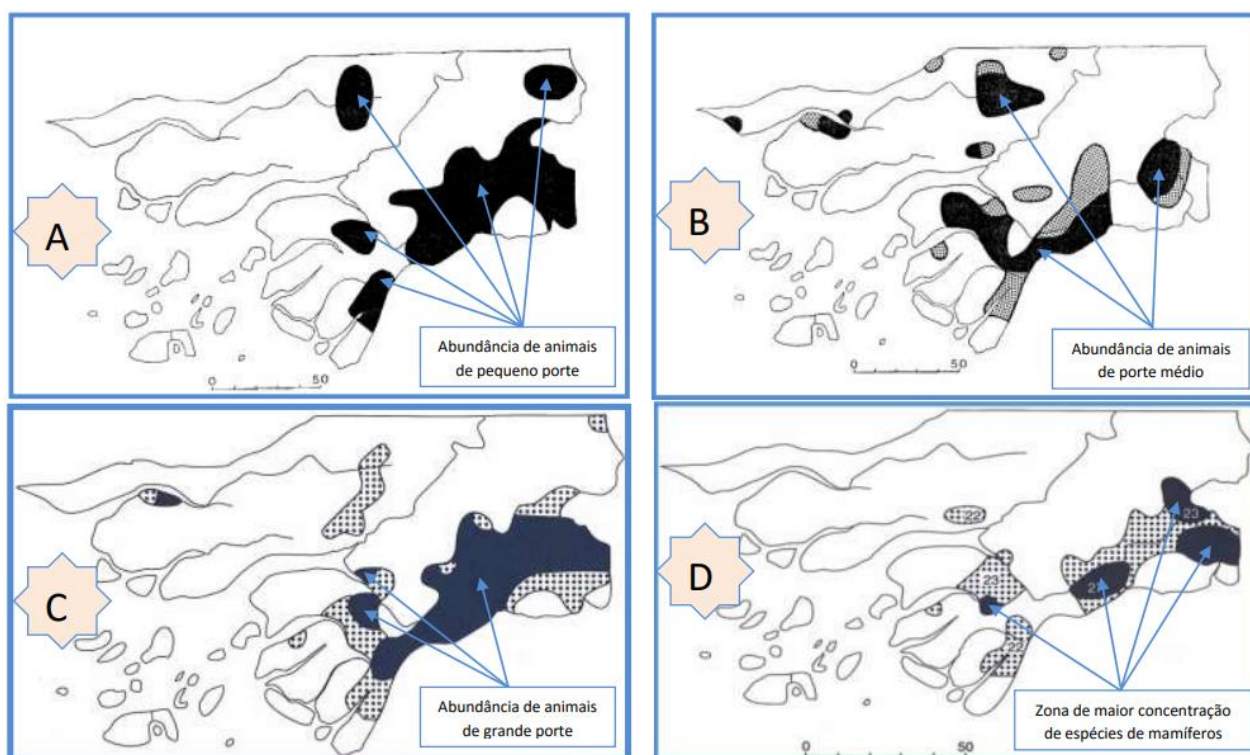 A
Abundância de animais
de pequeno porte
0 50
B
Abundância de animais
de porte médio
0 50
C
Abundância de animais
de grande porte
22
23
23
22
D
Zona de maior concentração
de espécies de mamíferos
0 50